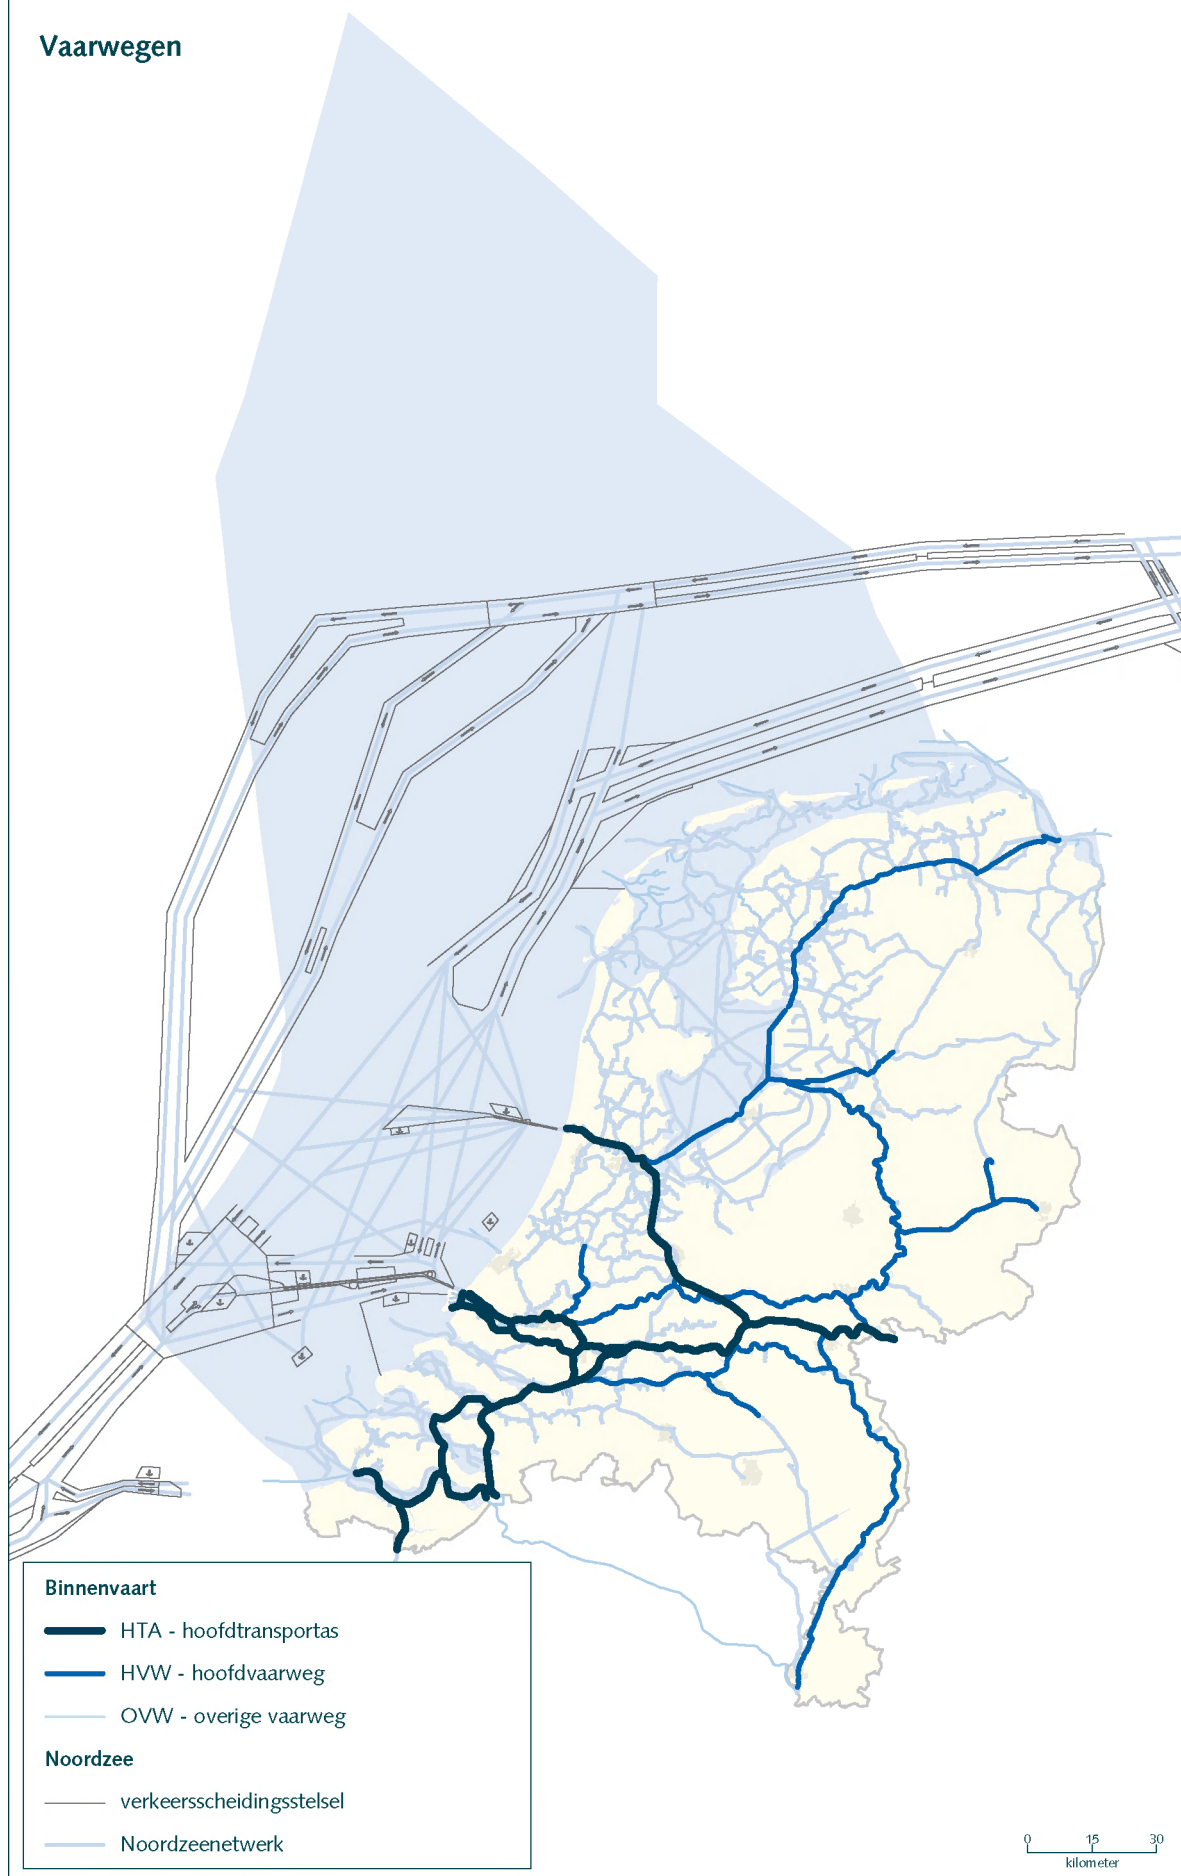 Vaarwegen
Binnenvaart
HTA - hoofdtransportas
HVW - hoofdvaarweg
OVW - overige vaarweg
Noordzee
verkeersscheidingsstelsel
Noordzeenetwerk
0 15 30
kilometer